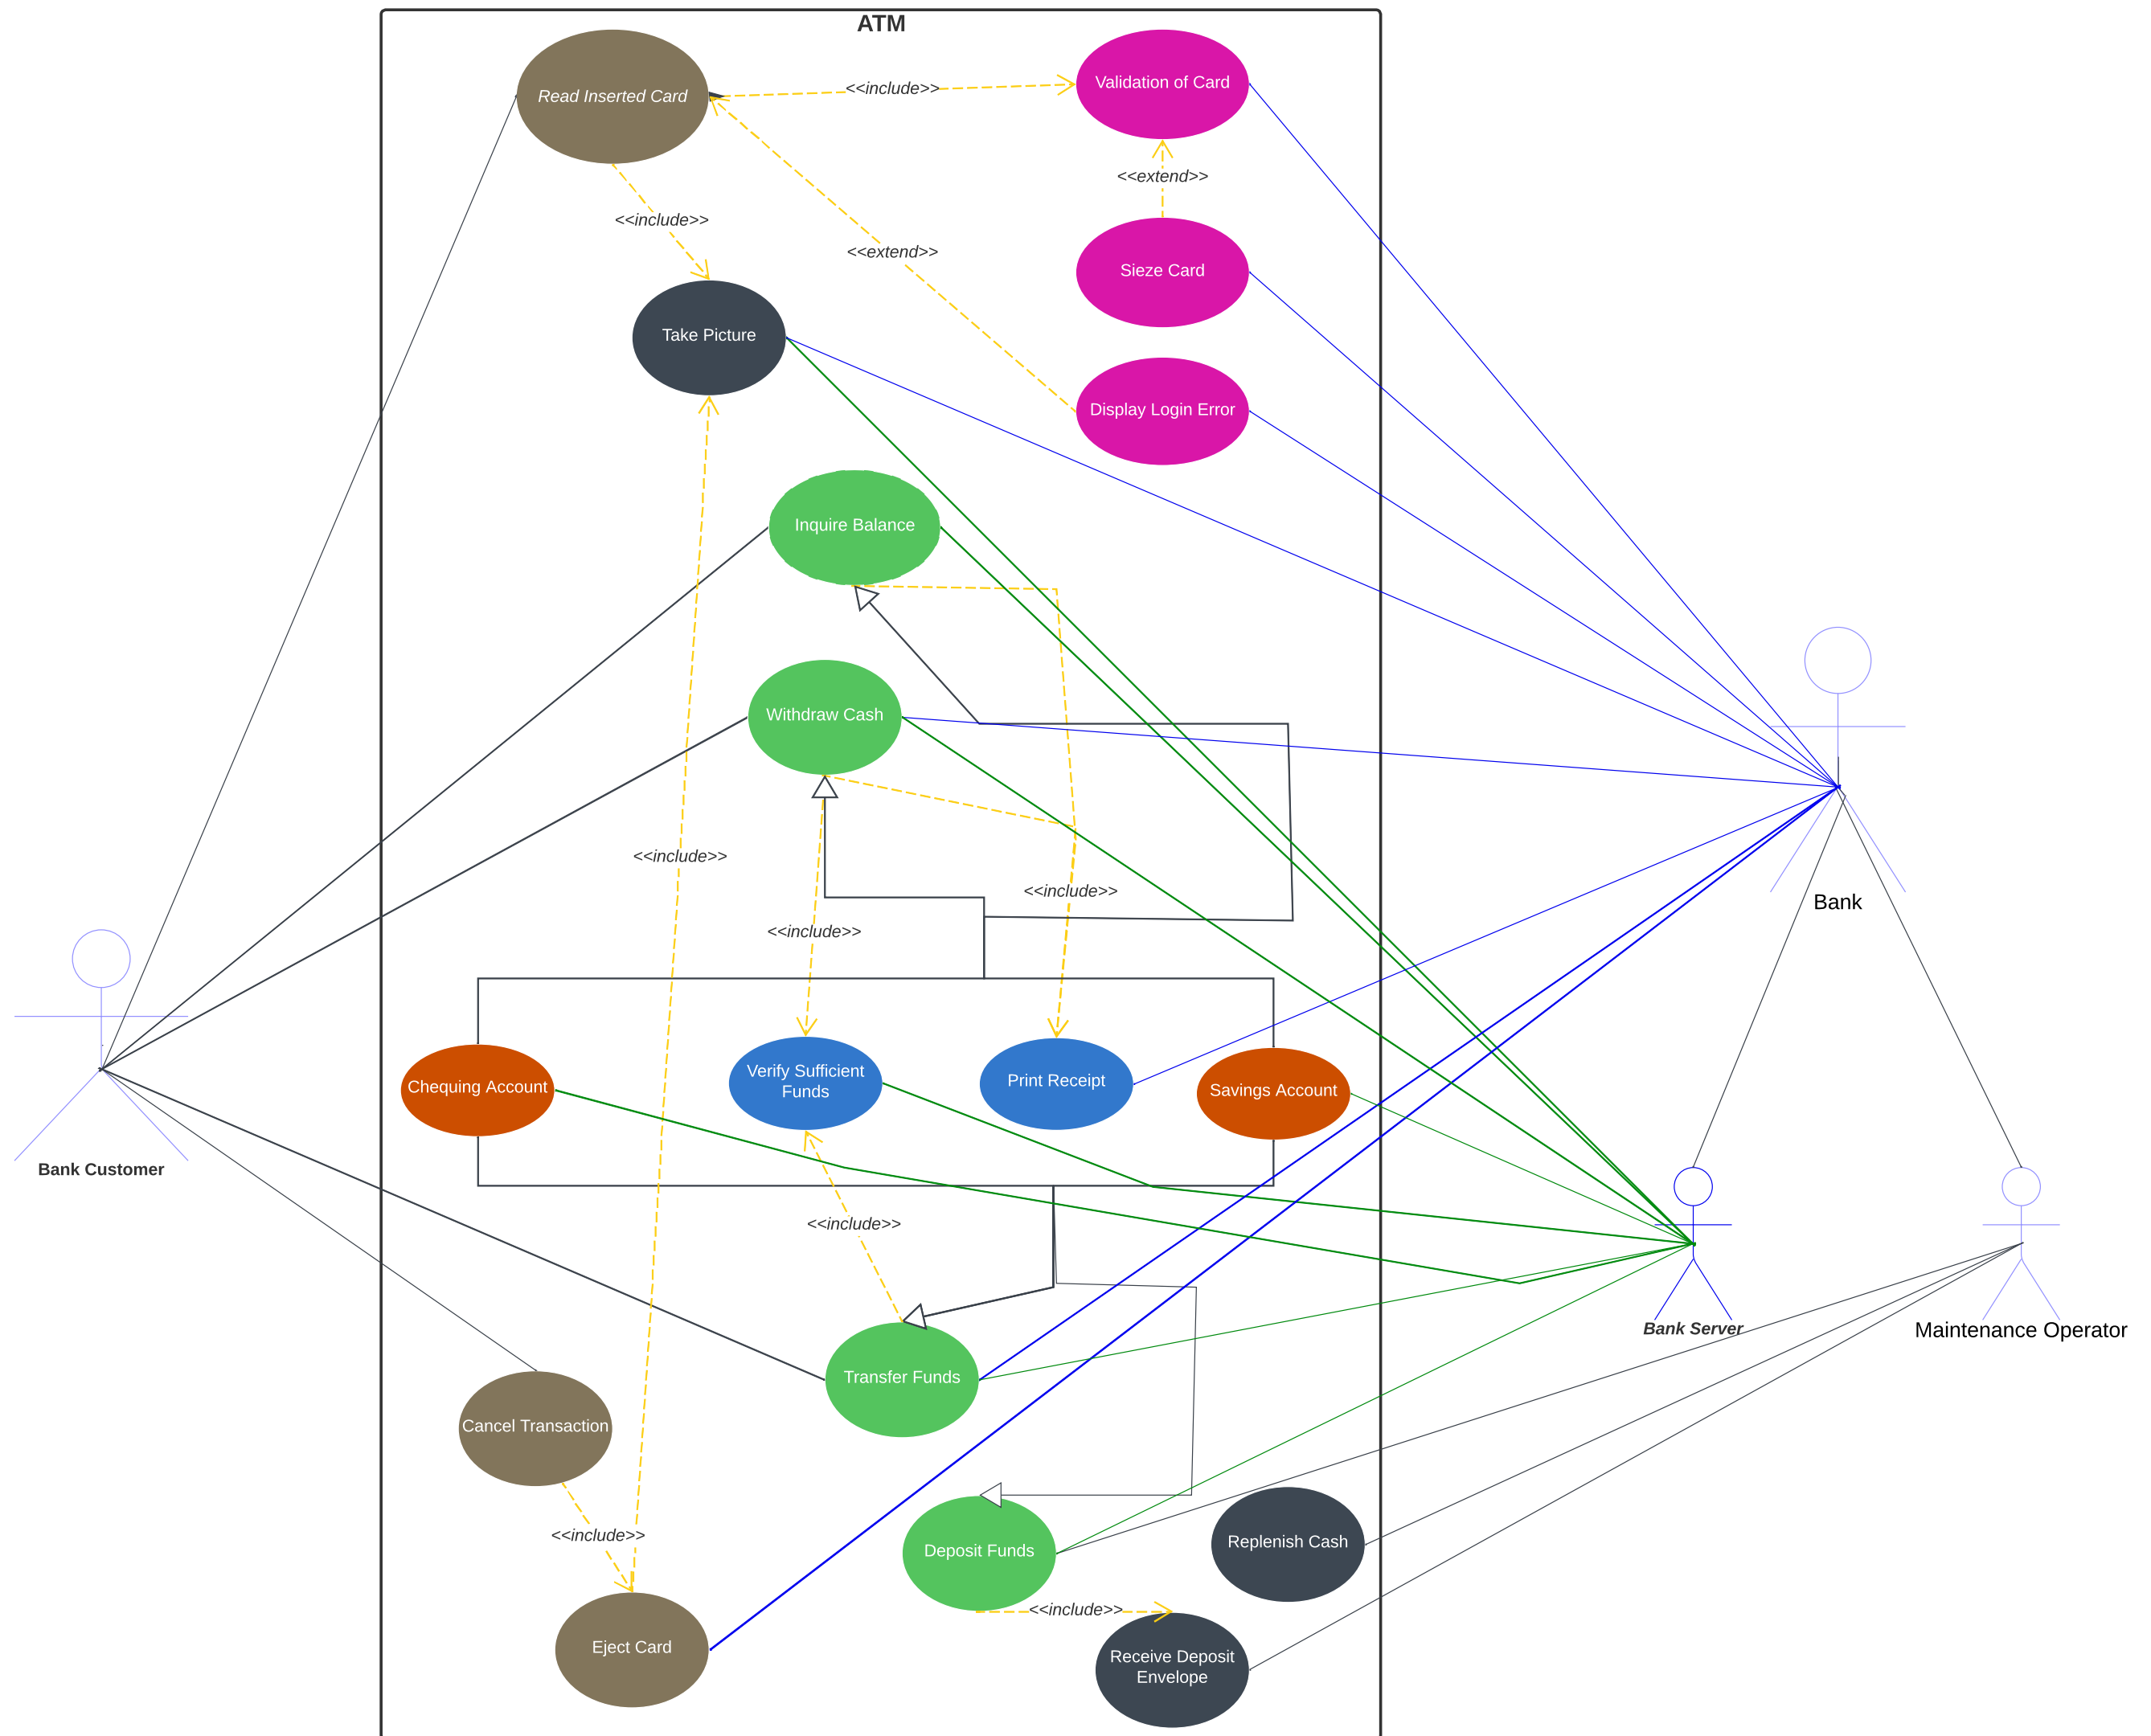 ATM
Read Inserted Card
<<include>>
Validation of Card
<<include>>
<<extend>>
<<extend>>
Sieze Card
Take Picture
Display Login Error
Inquire Balance
Withdraw Cash
<<include>>
<<include>>
<<include>>
Bank
Chequing Account
Verify Sufficient
Funds
Print Receipt
Savings Account
Bank Customer
<<include>>
Bank Server
Maintenance Operator
Transfer Funds
Cancel Transaction
<<include>>
Deposit Funds
Replenish Cash
<<include>>
Eject Card
Receive Deposit
Envelope